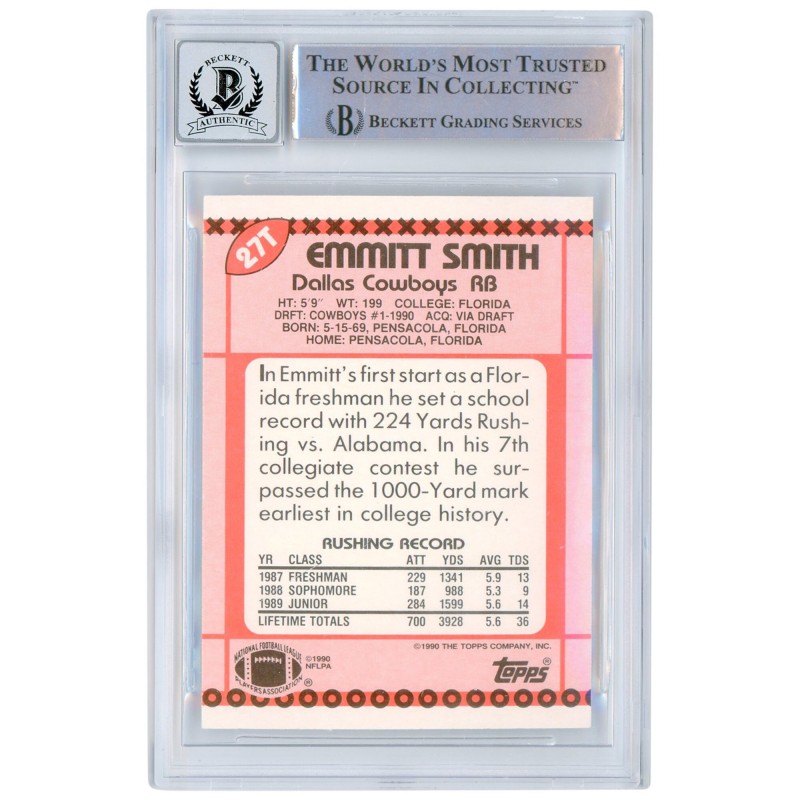 BECKETT
B
AUTHENTIC
THE WORLD'S MOST TRUSTED
SOURCE IN COLLECTING™
B BECKETT GRADING SERVICES
27T
EMMITT SMITH
Dallas Cowboys RB
HT: 5'9" WT: 199 COLLEGE: FLORIDA
DRFT: COWBOYS #1-1990 ACQ: VIA DRAFT
BORN: 5-15-69, PENSACOLA, FLORIDA
HOME: PENSACOLA, FLORIDA
In Emmitt's first start as a Flor-
ida freshman he set a school
record with 224 Yards Rush-
ing vs. Alabama. In his 7th
collegiate contest he sur-
passed the 1000-Yard mark
earliest in college history.
RUSHING RECORD
YR CLASS ATT YDS AVG TDS
1987 FRESHMAN 229 1341 5.9 13
1988 SOPHOMORE 187 988 5.3 9
1989 JUNIOR 284 1599 5.6 14
LIFETIME TOTALS 700 3928 5.6 36
©1990 THE TOPPS COMPANY, INC.
NATIONAL FOOTBALL LEAGUE
PLAYERS ASSOCIATION ®
©1990
NFLPA
topps®